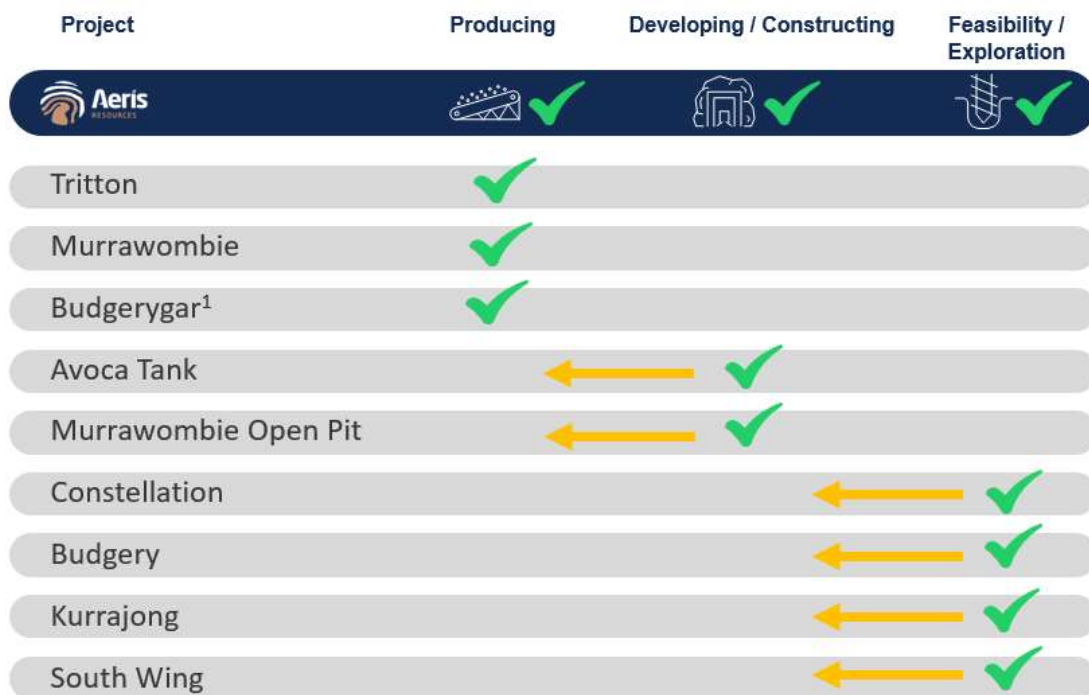 Project Producing Developing / Constructing Feasibility / Exploration
Aeris
RESOURCES
Tritton
Murrawombie
Budgerygar¹
Avoca Tank
Murrawombie Open Pit
Constellation
Budgery
Kurrajong
South Wing